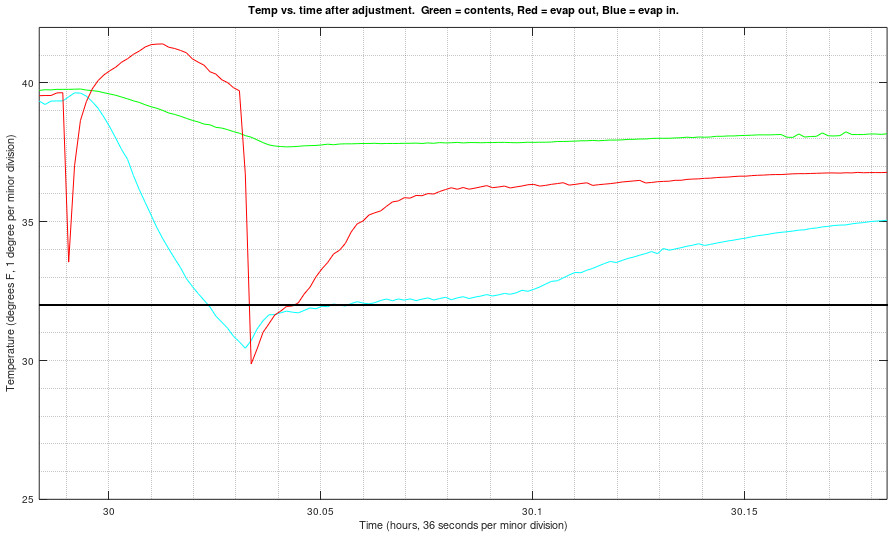 Temp vs. time after adjustment.  Green = contents, Red = evap out, Blue = evap in.
Temperature (degrees F, 1 degree per minor division)
40
35
30
25
30
30.05
30.1
30.15
Time (hours, 36 seconds per minor division)